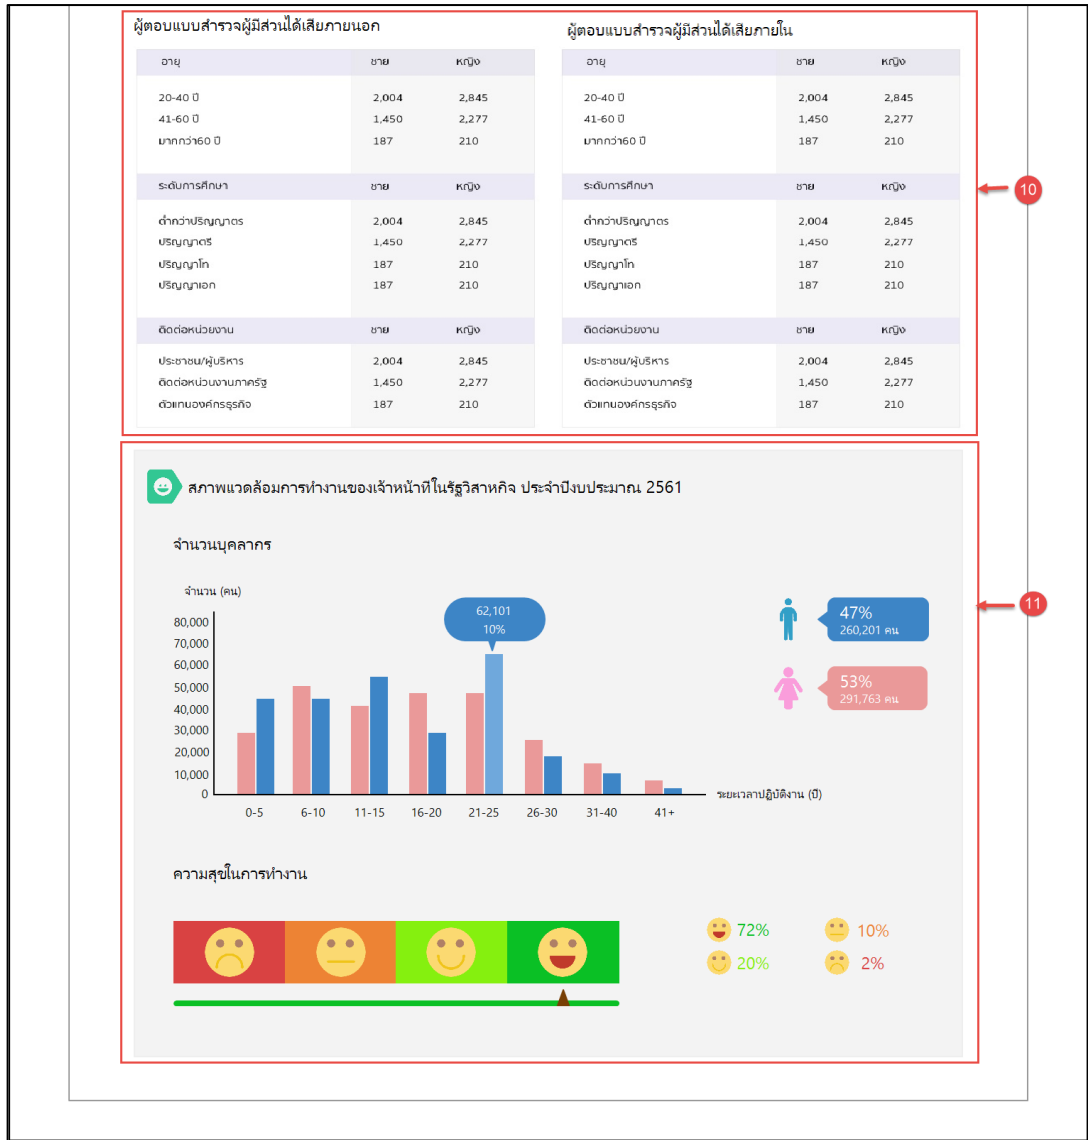 ผู้ตอบแบบสำรวจผู้มีส่วนได้เสียภายนอก
อายุ ชาย หญิง
20-40 ปี 2,004 2,845
41-60 ปี 1,450 2,277
มากกว่า60 ปี 187 210
ระดับการศึกษา ชาย หญิง
ต่ำกว่าปริญญาตร 2,004 2,845
ปริญญาตรี 1,450 2,277
ปริญญาโท 187 210
ปริญญาเอก 187 210
ติดต่อหน่วยงาน ชาย หญิง
ประชาชน/ผู้บริหาร 2,004 2,845
ติดต่อหน่วนงานภาครัฐ 1,450 2,277
ตัวแทนองค์กรธุรกิจ 187 210
ผู้ตอบแบบสำรวจผู้มีส่วนได้เสียภายใน
อายุ ชาย หญิง
20-40 ปี 2,004 2,845
41-60 ปี 1,450 2,277
มากกว่า60 ปี 187 210
ระดับการศึกษา ชาย หญิง
ต่ำกว่าปริญญาตร 2,004 2,845
ปริญญาตรี 1,450 2,277
ปริญญาโท 187 210
ปริญญาเอก 187 210
ติดต่อหน่วยงาน ชาย หญิง
ประชาชน/ผู้บริหาร 2,004 2,845
ติดต่อหน่วนงานภาครัฐ 1,450 2,277
ตัวแทนองค์กรธุรกิจ 187 210
10
สภาพแวดล้อมการทำงานของเจ้าหน้าที่ในรัฐวิสาหกิจ ประจำปีงบประมาณ 2561
จำนวนบุคลากร
จำนวน (คน)
80,000
70,000
60,000
50,000
40,000
30,000
20,000
10,000
0
62,101
10%
0-5 6-10 11-15 16-20 21-25 26-30 31-40 41+
ระยะเวลาปฏิบัติงาน (ปี)
47%
260,201 คน
53%
291,763 คน
11
ความสุขในการทำงาน
72% 10%
20% 2%